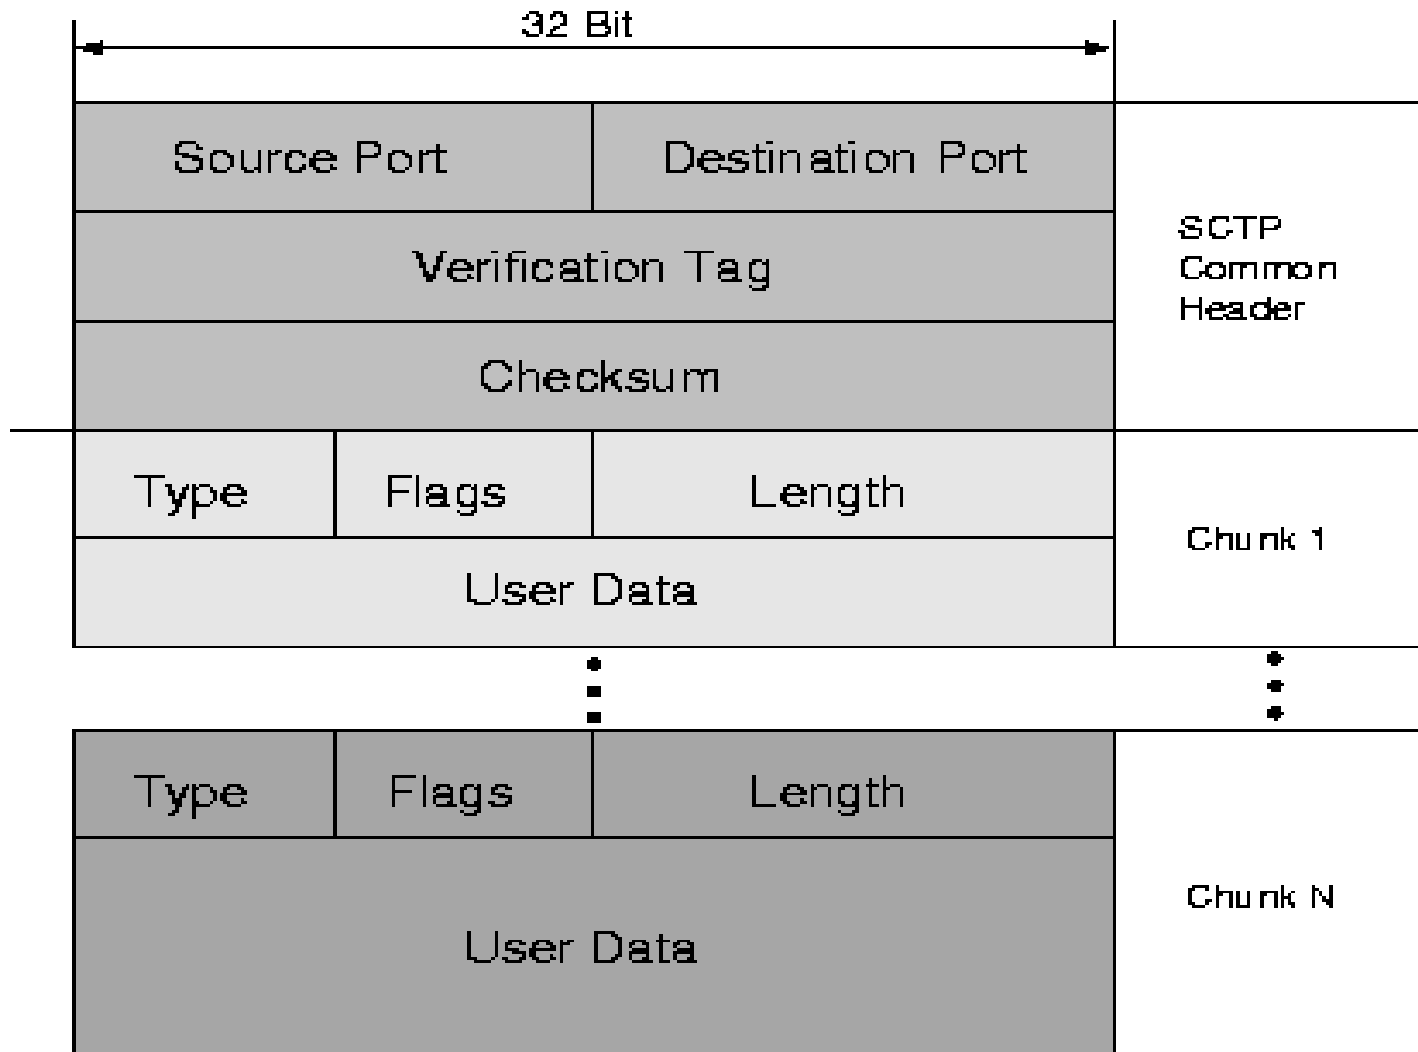 32 Bit
Source Port
Destination Port
Verification Tag
SCTP
Common
Header
Checksum
Type
Flags
Length
Chunk 1
User Data
Type
Flags
Length
Chunk N
User Data